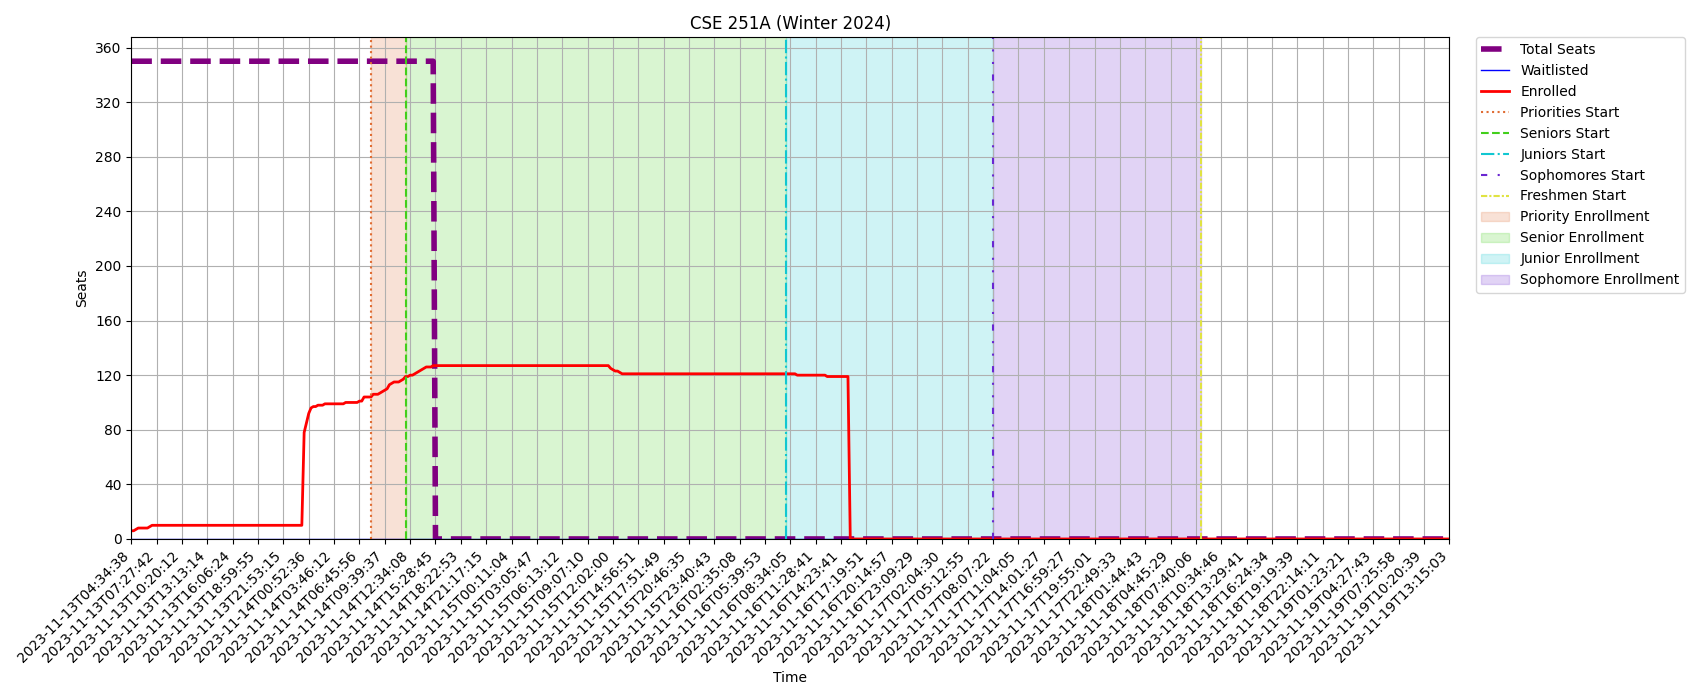 CSE 251A (Winter 2024)
360
320
280
240
200
160
120
80
40
0
Seats
2023-11-13T04:34:38
2023-11-13T07:27:42
2023-11-13T10:20:12
2023-11-13T13:13:14
2023-11-13T16:06:24
2023-11-13T18:59:55
2023-11-13T21:53:15
2023-11-14T00:52:36
2023-11-14T03:46:12
2023-11-14T06:45:56
2023-11-14T09:39:37
2023-11-14T12:34:08
2023-11-14T15:28:45
2023-11-14T18:22:53
2023-11-14T21:17:15
2023-11-15T00:11:04
2023-11-15T03:05:47
2023-11-15T06:13:12
2023-11-15T09:07:10
2023-11-15T12:02:00
2023-11-15T14:56:51
2023-11-15T17:51:49
2023-11-15T20:46:35
2023-11-15T23:40:43
2023-11-16T02:35:08
2023-11-16T05:39:53
2023-11-16T08:34:05
2023-11-16T11:28:41
2023-11-16T14:23:41
2023-11-16T17:19:51
2023-11-16T20:14:57
2023-11-16T23:09:29
2023-11-17T02:04:30
2023-11-17T05:12:55
2023-11-17T08:07:22
2023-11-17T11:04:05
2023-11-17T14:01:27
2023-11-17T16:59:27
2023-11-17T19:55:01
2023-11-17T22:49:33
2023-11-18T01:44:43
2023-11-18T04:45:29
2023-11-18T07:40:06
2023-11-18T10:34:46
2023-11-18T13:29:41
2023-11-18T16:24:34
2023-11-18T19:19:39
2023-11-18T22:14:11
2023-11-19T01:23:21
2023-11-19T04:27:43
2023-11-19T07:25:58
2023-11-19T10:20:39
2023-11-19T13:15:03
Time
Total Seats
Waitlisted
Enrolled
Priorities Start
Seniors Start
Juniors Start
Sophomores Start
Freshmen Start
Priority Enrollment
Senior Enrollment
Junior Enrollment
Sophomore Enrollment